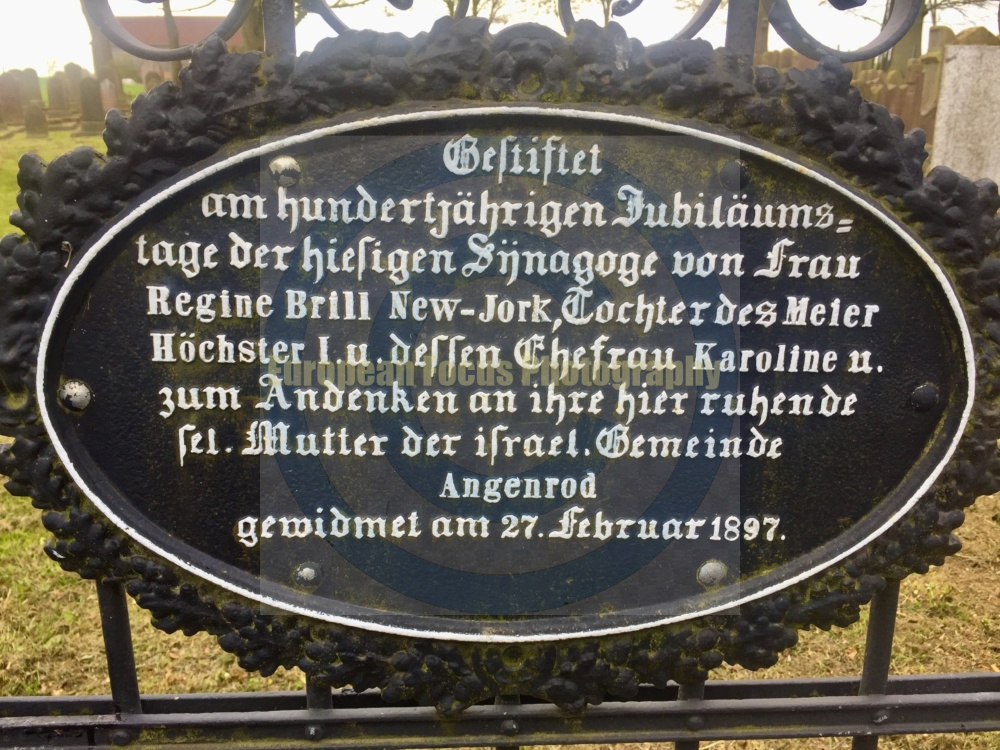 Gestiftet
am hundertjährigen Jubiläums=
tage der hiesigen Sÿnagoge von Frau
Regine Brill New-Jork, Tochter des Meier
Höchster I. u. dessen Ehefrau Karoline u.
European Focus Photography
zum Andenken an ihre hier ruhende
sel. Mutter der israel. Gemeinde
Angenrod
gewidmet am 27. Februar 1897.